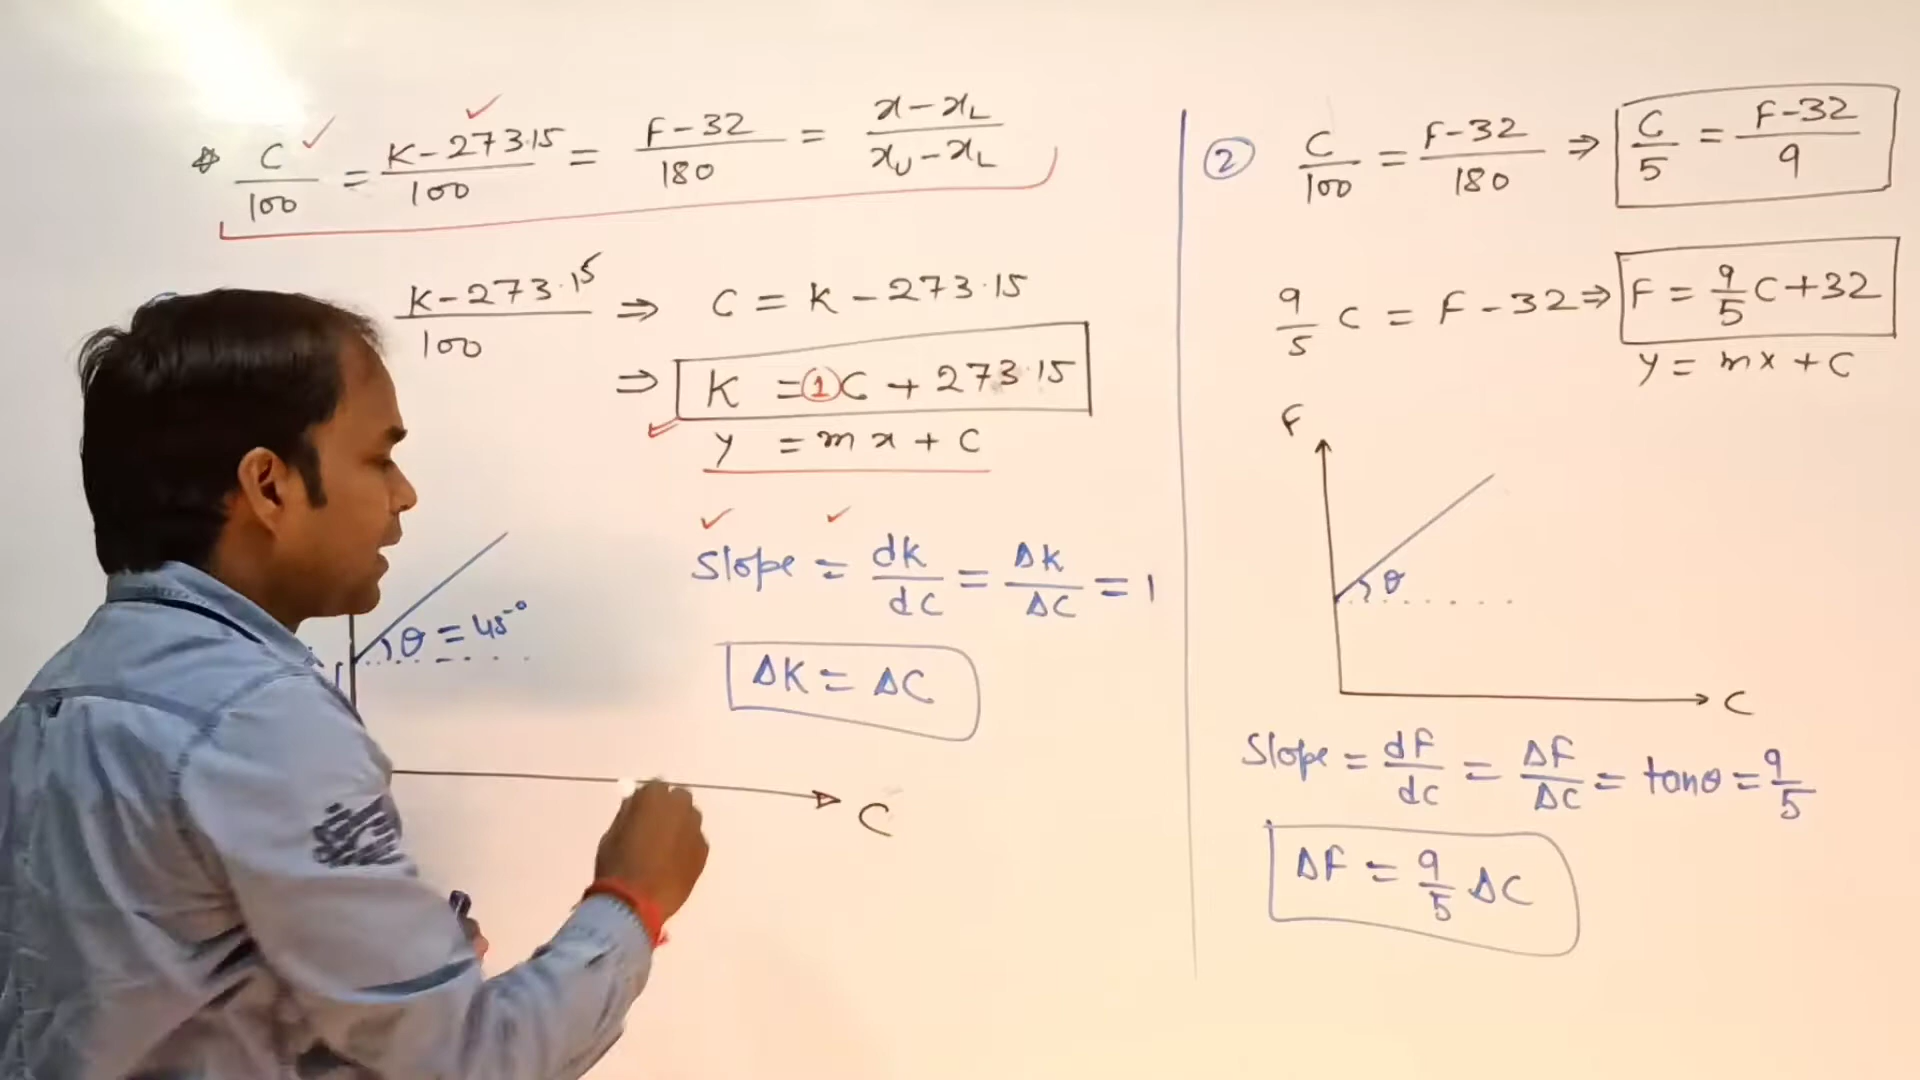 C/100 = K-273.15/100 = F-32/180 = x-x_L/x_U-x_L
K-273.15/100 ⇒ C = K - 273.15
⇒ K = 1 C + 273.15
y = mx + C
Slope = dK/dC = ΔK/ΔC = 1
θ = 45°
ΔK = ΔC
C
② C/100 = F-32/180 ⇒ C/5 = F-32/9
9/5 C = F - 32 ⇒ F = 9/5 C + 32
y = mx + C
F
θ
C
Slope = dF/dC = ΔF/ΔC = tanθ = 9/5
ΔF = 9/5 ΔC